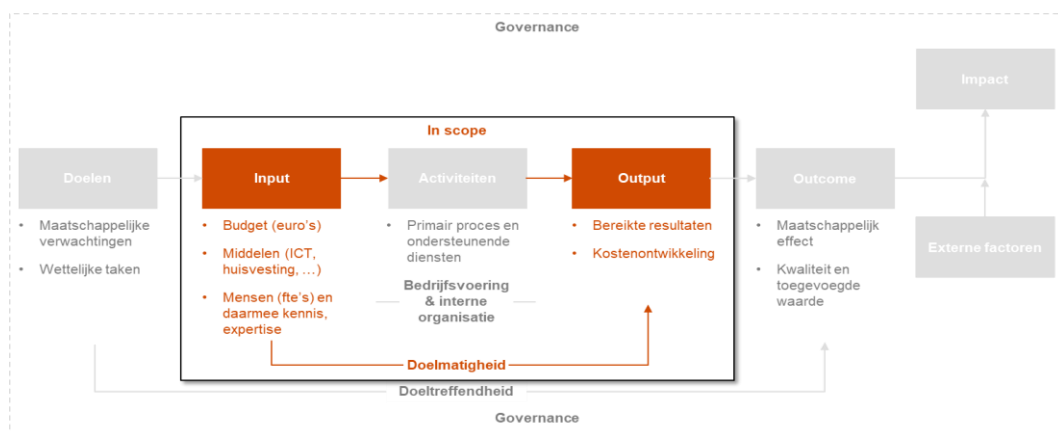 Governance
Impact
In scope
Doelen
Input
Activiteiten
Output
Outcome
• Maatschappelijke
verwachtingen
• Wettelijke taken
• Budget (euro's)
• Middelen (ICT,
huisvesting, ...)
• Mensen (fte's) en
daarmee kennis,
expertise
• Primair proces en
ondersteunende
diensten
Bedrijfsvoering
& interne
organisatie
• Bereikte resultaten
• Kostenontwikkeling
• Maatschappelijk
effect
• Kwaliteit en
toegevoegde
waarde
Externe factoren
Doelmatigheid
Doeltreffendheid
Governance